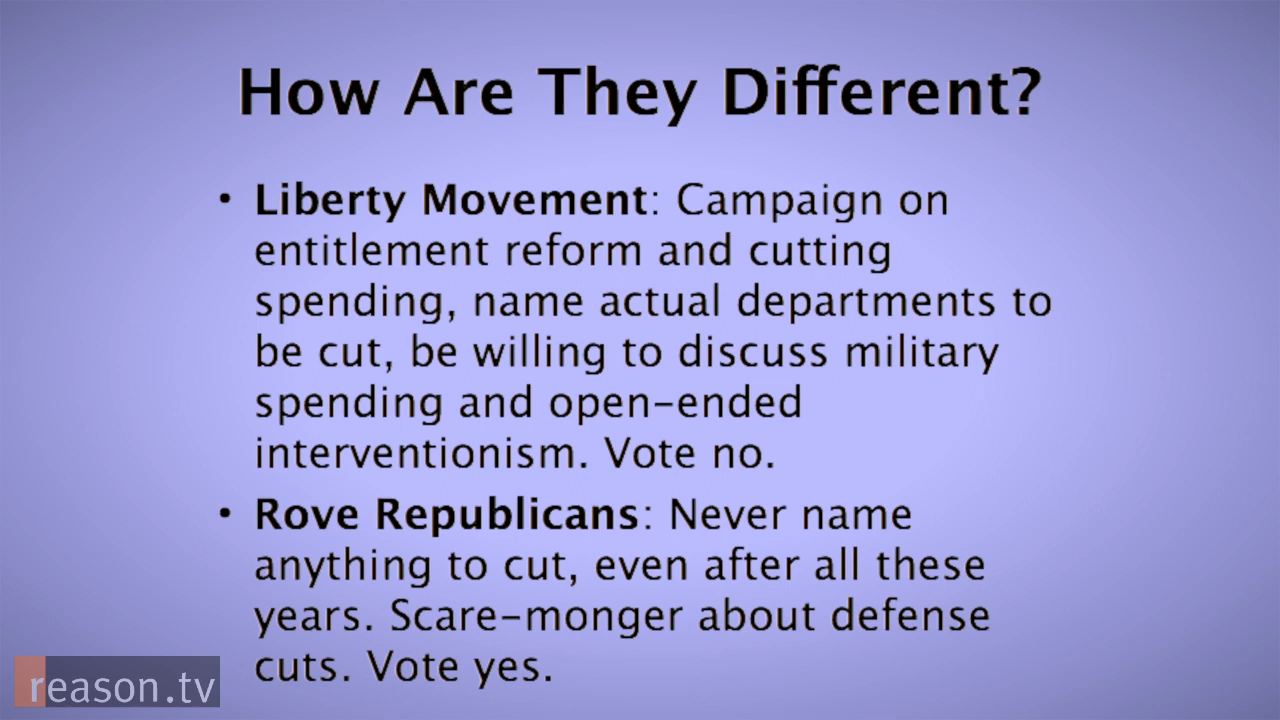 How Are They Different?
• Liberty Movement: Campaign on
entitlement reform and cutting
spending, name actual departments to
be cut, be willing to discuss military
spending and open-ended
interventionism. Vote no.
• Rove Republicans: Never name
anything to cut, even after all these
years. Scare-monger about defense
cuts. Vote yes.
reason.tv